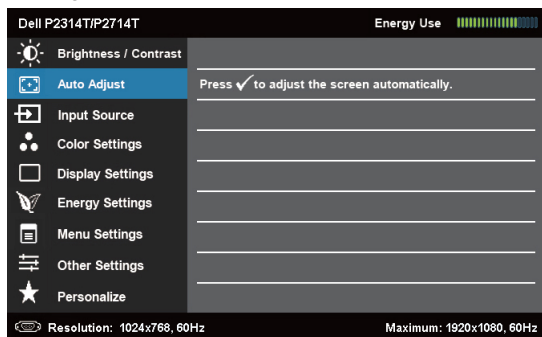 Dell P2314T/P2714T Energy Use
Brightness / Contrast
Auto Adjust Press ✓ to adjust the screen automatically.
Input Source
Color Settings
Display Settings
Energy Settings
Menu Settings
Other Settings
Personalize
Resolution: 1024x768, 60Hz Maximum: 1920x1080, 60Hz